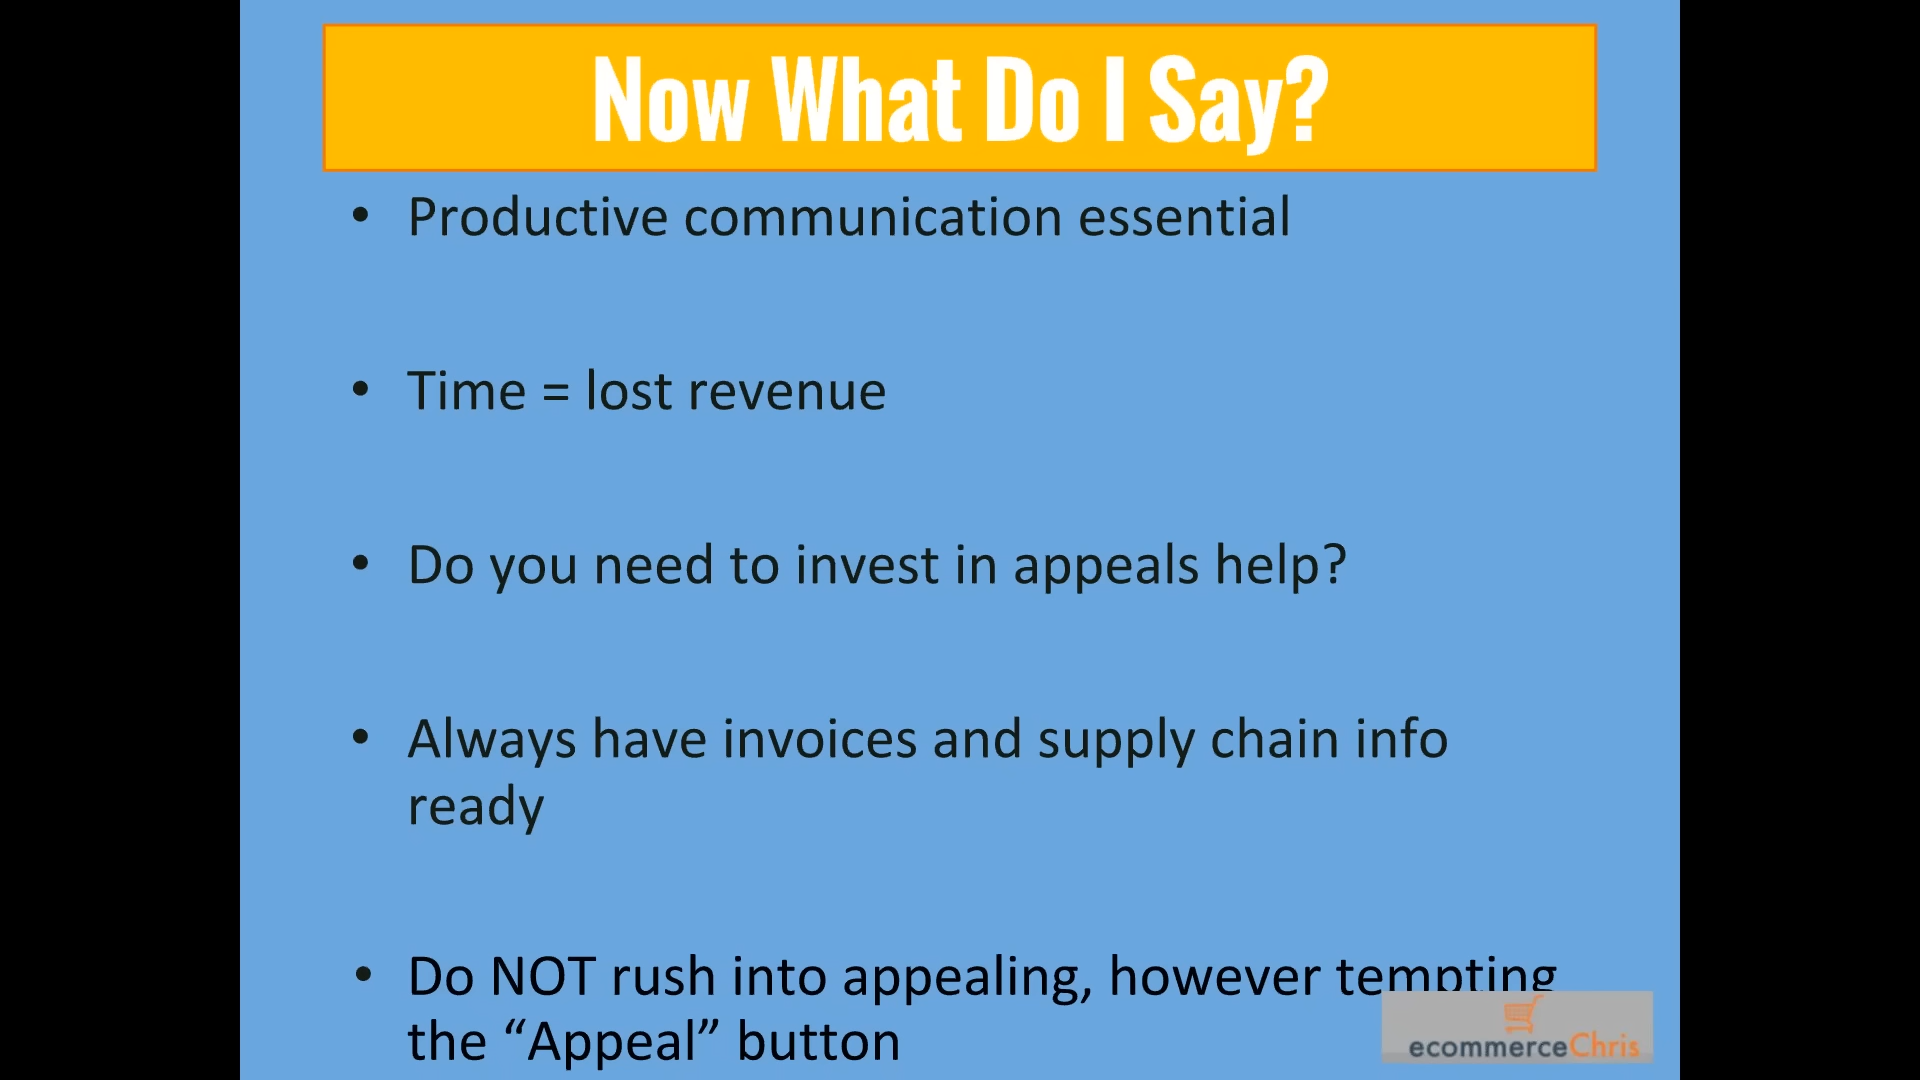 Now What Do I Say?
• Productive communication essential
• Time = lost revenue
• Do you need to invest in appeals help?
• Always have invoices and supply chain info
ready
• Do NOT rush into appealing, however tempting
the “Appeal” button
ecommerceChris